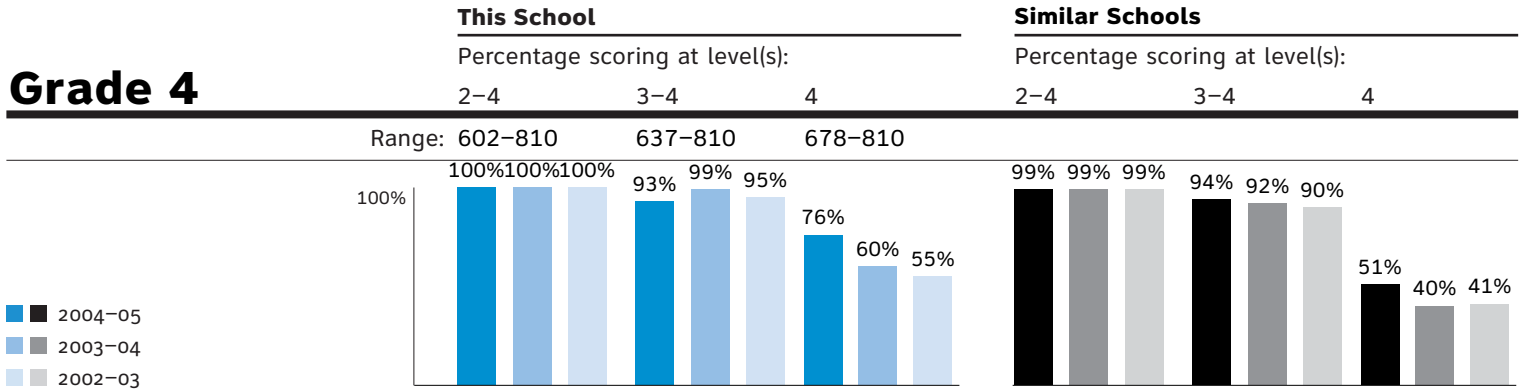 This School
Similar Schools
Percentage scoring at level(s):
Percentage scoring at level(s):
Grade 4
2–4 3–4 4
2–4 3–4 4
Range: 602–810 637–810 678–810
100% 100% 100% 93% 99% 95% 76% 60% 55%
99% 99% 99% 94% 92% 90% 51% 40% 41%
100%
2004–05
2003–04
2002–03